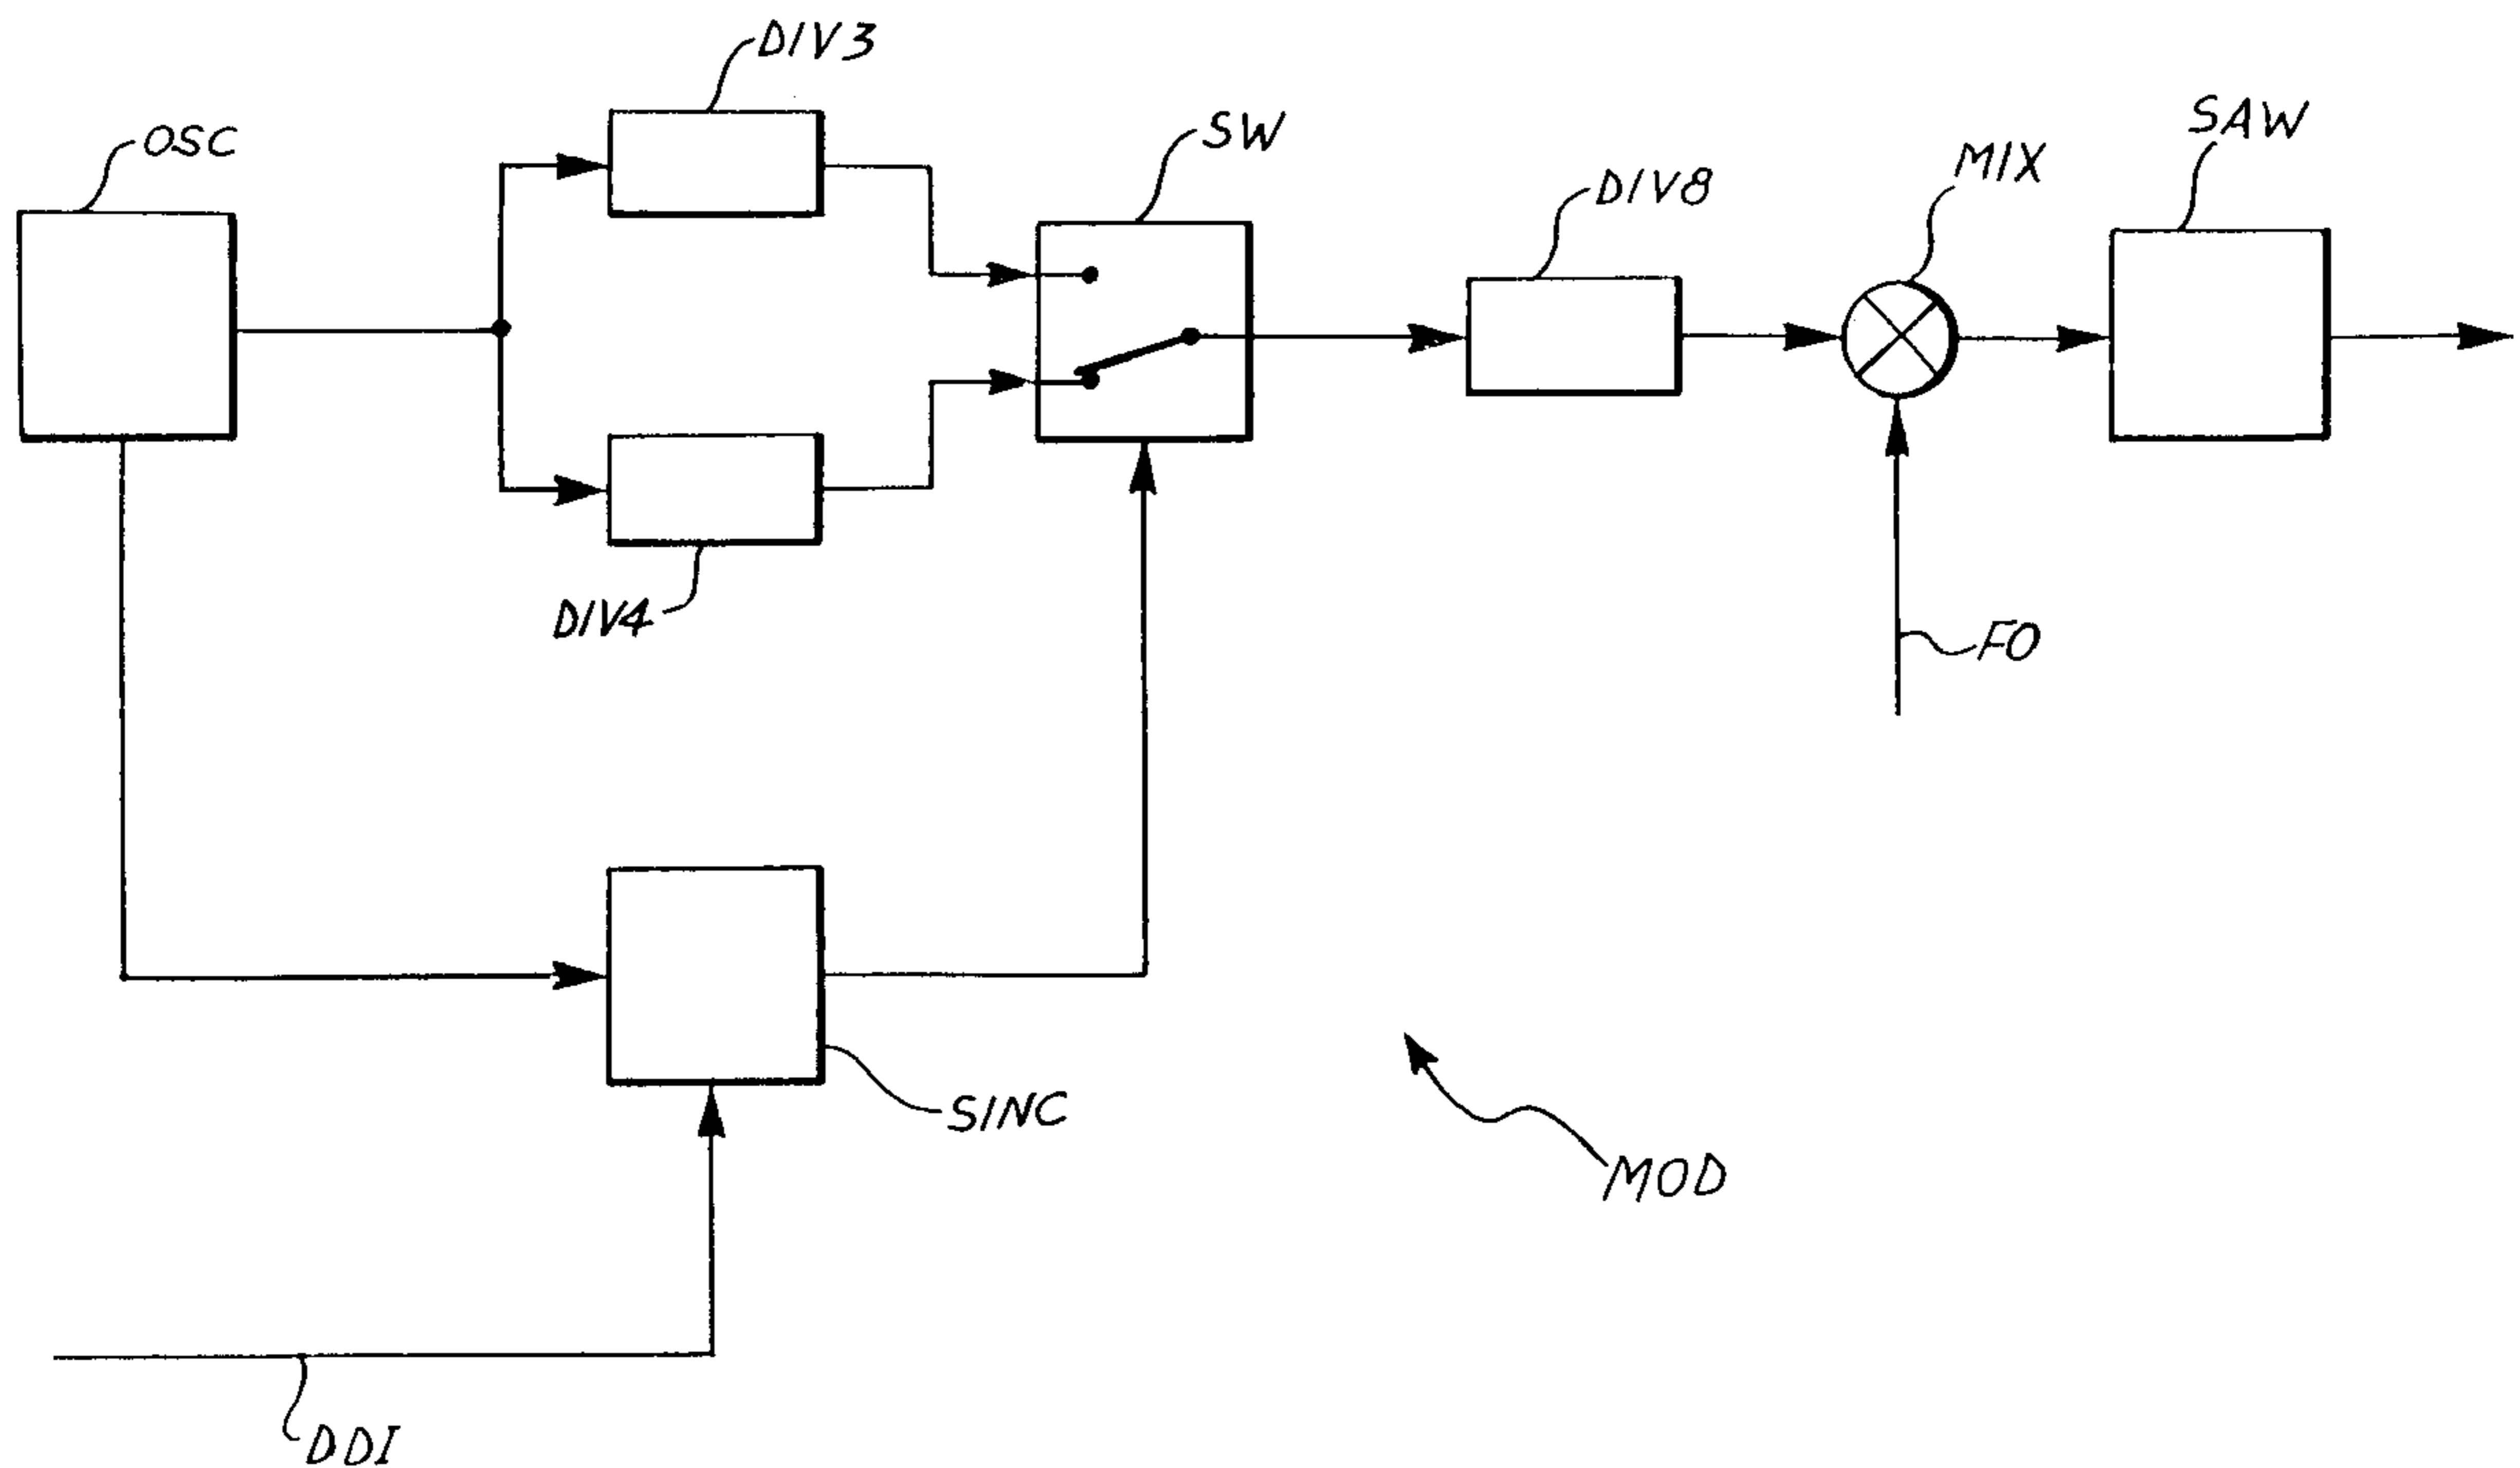 DIV3
OSC
SW
SAW
MIX
DIV8
DIV4
FO
SINC
MOD
DDI